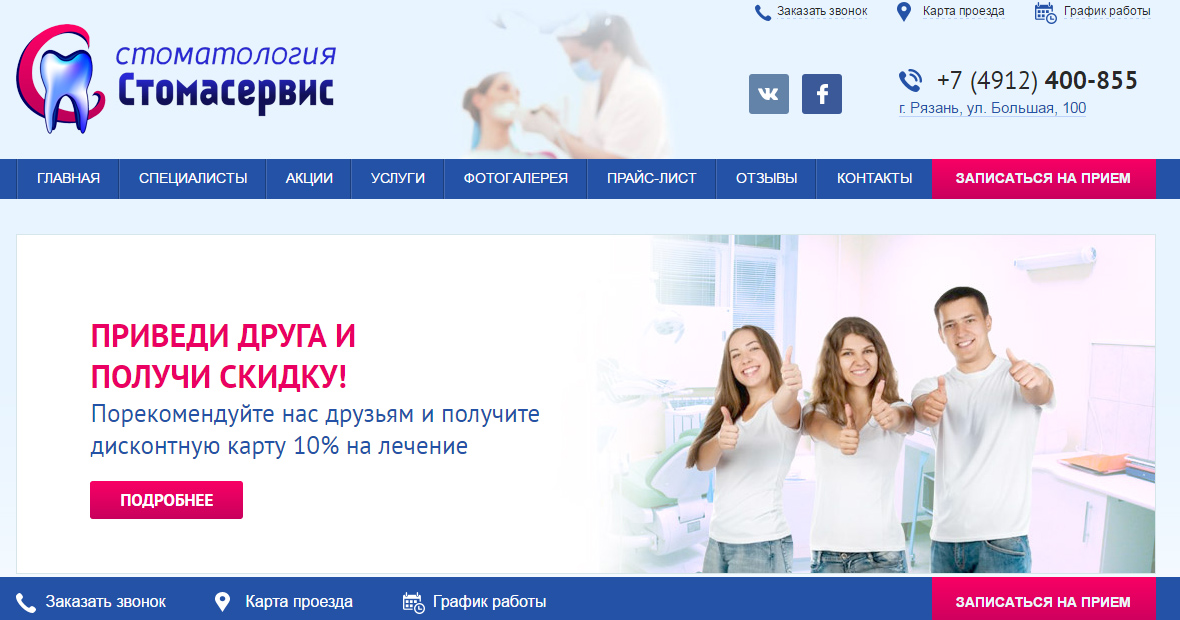 Заказать звонок
Карта проезда
График работы
стоматология
Стомасервис
+7 (4912) 400-855
г. Рязань, ул. Большая, 100
ГЛАВНАЯ
СПЕЦИАЛИСТЫ
АКЦИИ
УСЛУГИ
ФОТОГАЛЕРЕЯ
ПРАЙС-ЛИСТ
ОТЗЫВЫ
КОНТАКТЫ
ЗАПИСАТЬСЯ НА ПРИЕМ
ПРИВЕДИ ДРУГА И
ПОЛУЧИ СКИДКУ!
Порекомендуйте нас друзьям и получите
дисконтную карту 10% на лечение
ПОДРОБНЕЕ
Заказать звонок
Карта проезда
График работы
ЗАПИСАТЬСЯ НА ПРИЕМ